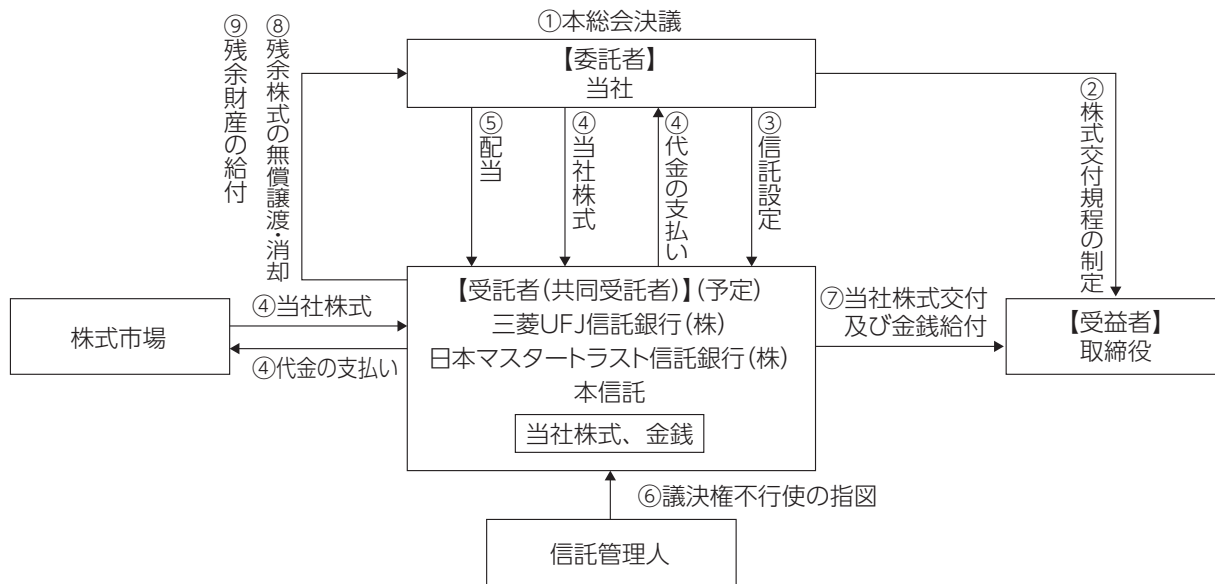 ①本総会決議
【委託者】
当社
⑨残余財産の給付
⑧残余株式の無償譲渡・消却
⑤配当
④当社株式
④代金の支払い
③信託設定
②株式交付規程の制定
株式市場
④当社株式
④代金の支払い
【受託者(共同受託者)】(予定)
三菱UFJ信託銀行(株)
日本マスタートラスト信託銀行(株)
本信託
当社株式、金銭
⑦当社株式交付
及び金銭給付
【受益者】
取締役
⑥議決権不行使の指図
信託管理人